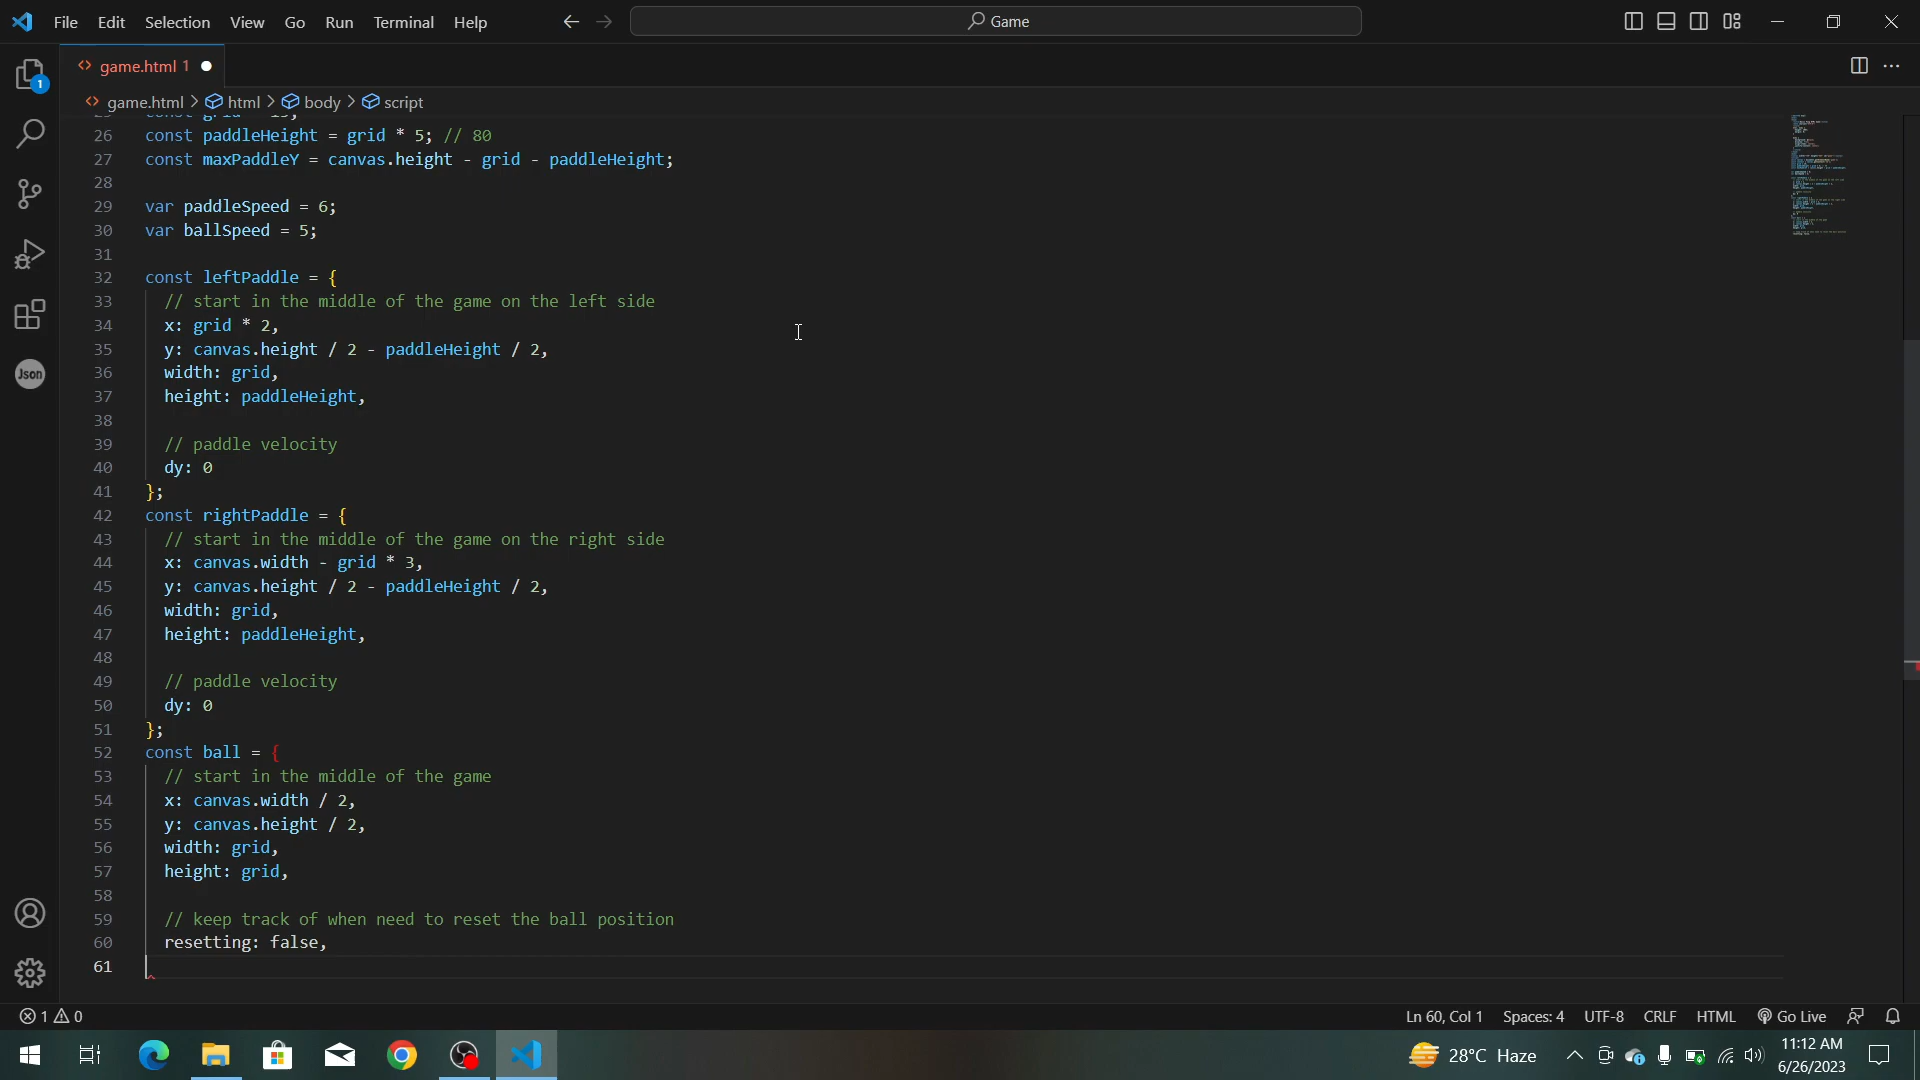 File Edit Selection View Go Run Terminal Help Game
game.html 1
game.html > html > body > script
26 const paddleHeight = grid * 5; // 80
27 const maxPaddleY = canvas.height - grid - paddleHeight;
28
29 var paddleSpeed = 6;
30 var ballSpeed = 5;
31
32 const leftPaddle = {
33 // start in the middle of the game on the left side
34 x: grid * 2,
35 y: canvas.height / 2 - paddleHeight / 2,
36 width: grid,
37 height: paddleHeight,
38
39 // paddle velocity
40 dy: 0
41 };
42 const rightPaddle = {
43 // start in the middle of the game on the right side
44 x: canvas.width - grid * 3,
45 y: canvas.height / 2 - paddleHeight / 2,
46 width: grid,
47 height: paddleHeight,
48
49 // paddle velocity
50 dy: 0
51 };
52 const ball = {
53 // start in the middle of the game
54 x: canvas.width / 2,
55 y: canvas.height / 2,
56 width: grid,
57 height: grid,
58
59 // keep track of when need to reset the ball position
60 resetting: false,
61
1
Json
1 0 Ln 60, Col 1 Spaces: 4 UTF-8 CRLF HTML Go Live
28°C Haze 11:12 AM
6/26/2023